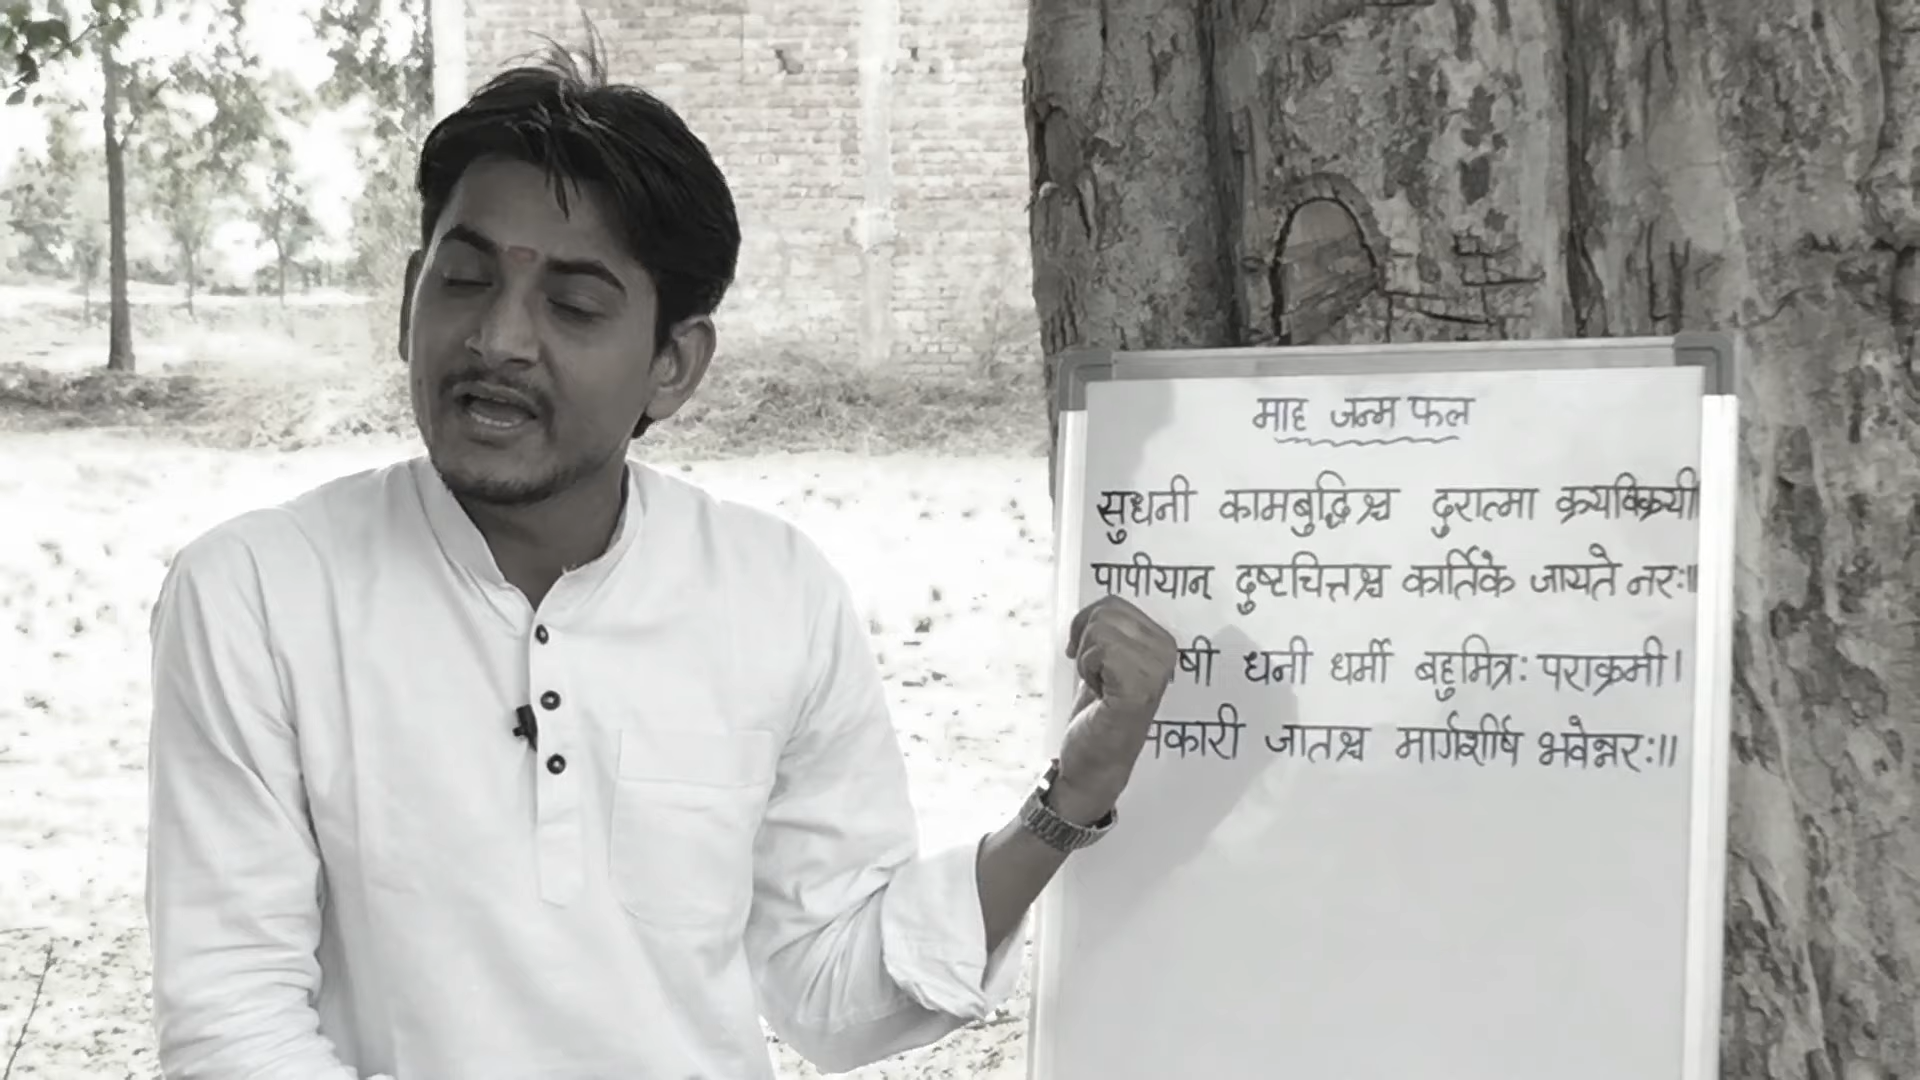 माह जन्म फल
सुधनी कामबुद्धिश्च दुरात्मा क्रयविक्रयी
पापीयान् दुष्टचित्तश्च कार्तिके जायते नरः॥
धनी धर्मी बहुमित्रः पराक्रमी।
जातश्च मार्गशीर्षे भवेन्नरः॥